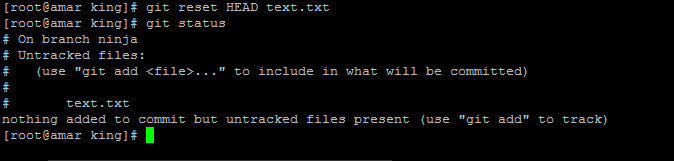 [root@amar king]# git reset HEAD text.txt
[root@amar king]# git status
# On branch ninja
# Untracked files:
#   (use "git add <file>..." to include in what will be committed)
#
#       text.txt
nothing added to commit but untracked files present (use "git add" to track)
[root@amar king]#